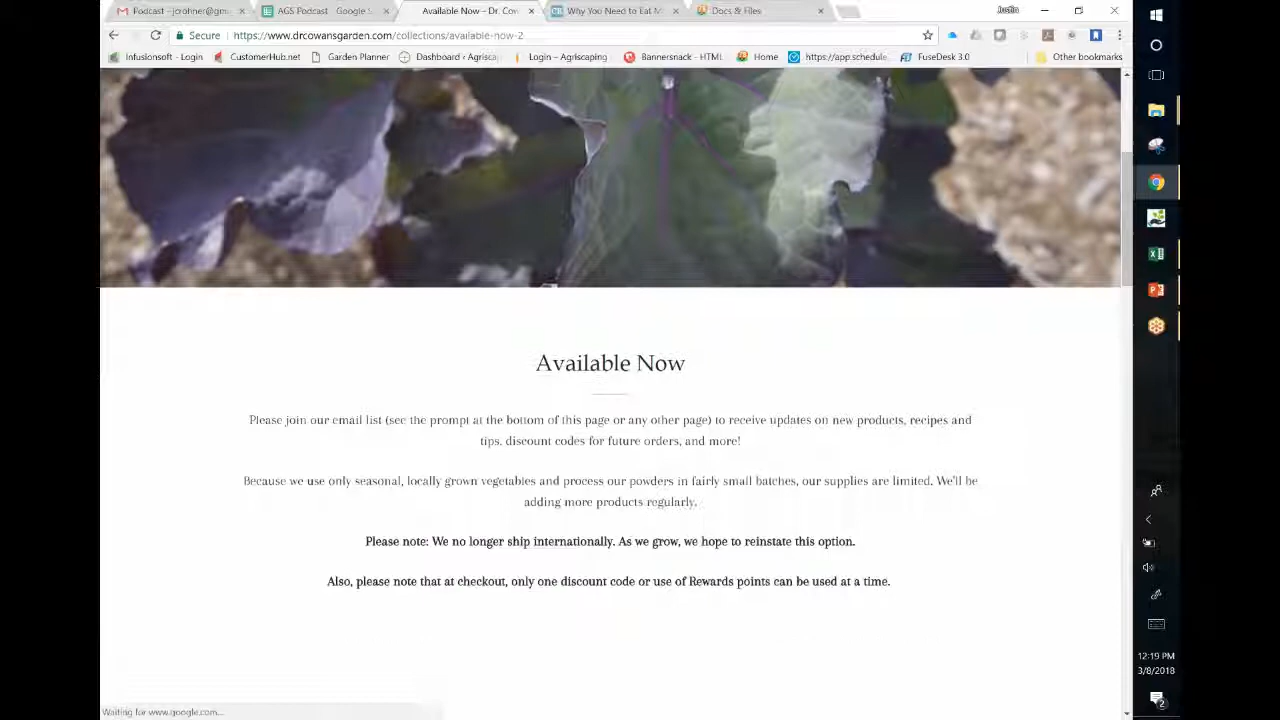 Podcast - jcrohner@gm
AGS Podcast - Google S
Available Now – Dr. Cow
Why You Need to Eat M
Docs & Files
Justin
Secure
https://www.drcowansgarden.com/collections/available-now-2
Infusionsoft - Login
CustomerHub.net
Garden Planner
Dashboard ‹ Agrisca
Login – Agriscaping
Bannersnack - HTML
Home
https://app.schedule
FuseDesk 3.0
Other bookmarks
Available Now
Please join our email list (see the prompt at the bottom of this page or any other page) to receive updates on new products, recipes and
tips, discount codes for future orders, and more!
Because we use only seasonal, locally grown vegetables and process our powders in fairly small batches, our supplies are limited. We'll be
adding more products regularly.
Please note: We no longer ship internationally. As we grow, we hope to reinstate this option.
Also, please note that at checkout, only one discount code or use of Rewards points can be used at a time.
12:19 PM
3/8/2018
2
Waiting for www.google.com...